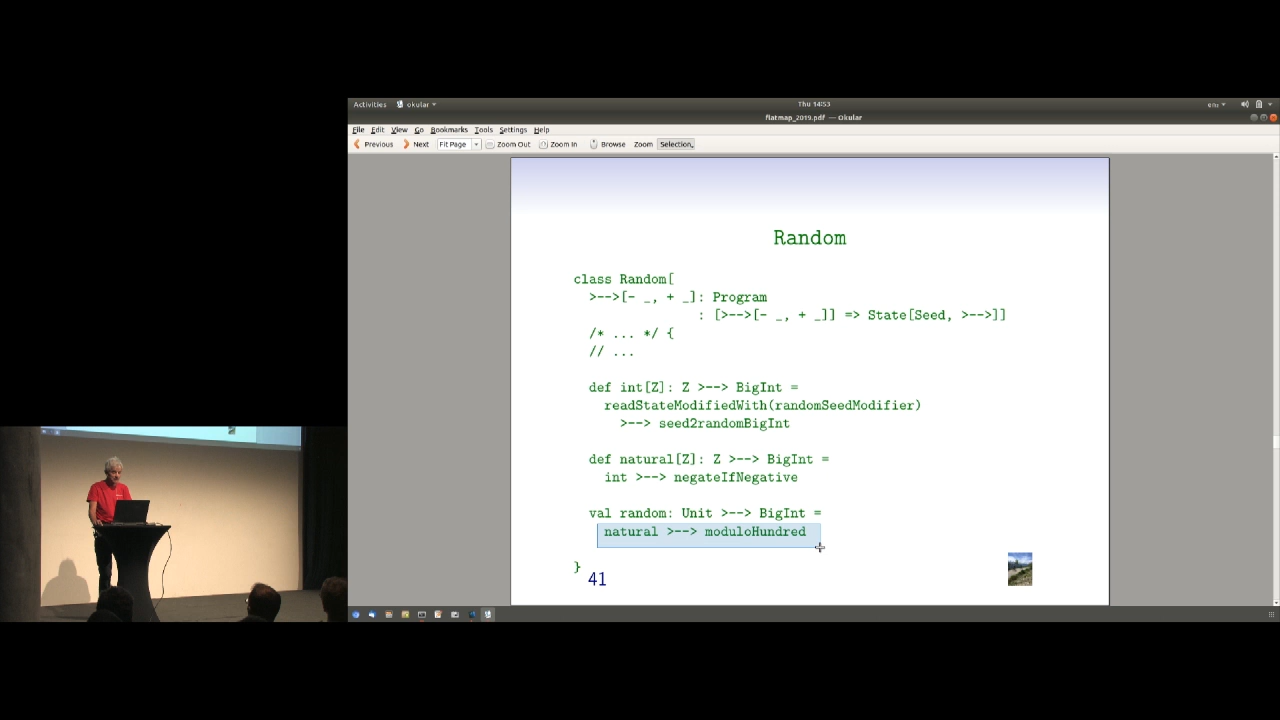 Activities okular
Thu 14:53
en₁
flatmap_2019.pdf — Okular
File Edit View Go Bookmarks Tools Settings Help
Previous Next Fit Page Zoom Out Zoom In Browse Zoom Selection
Random
class Random[
>-->[- _, + _]: Program
: [>-->[- _, + _]] => State[Seed, >-->]]
/* ... */ {
// ...
def int[Z]: Z >--> BigInt =
readStateModifiedWith(randomSeedModifier)
>--> seed2randomBigInt
def natural[Z]: Z >--> BigInt =
int >--> negateIfNegative
val random: Unit >--> BigInt =
natural >--> moduloHundred
}
41